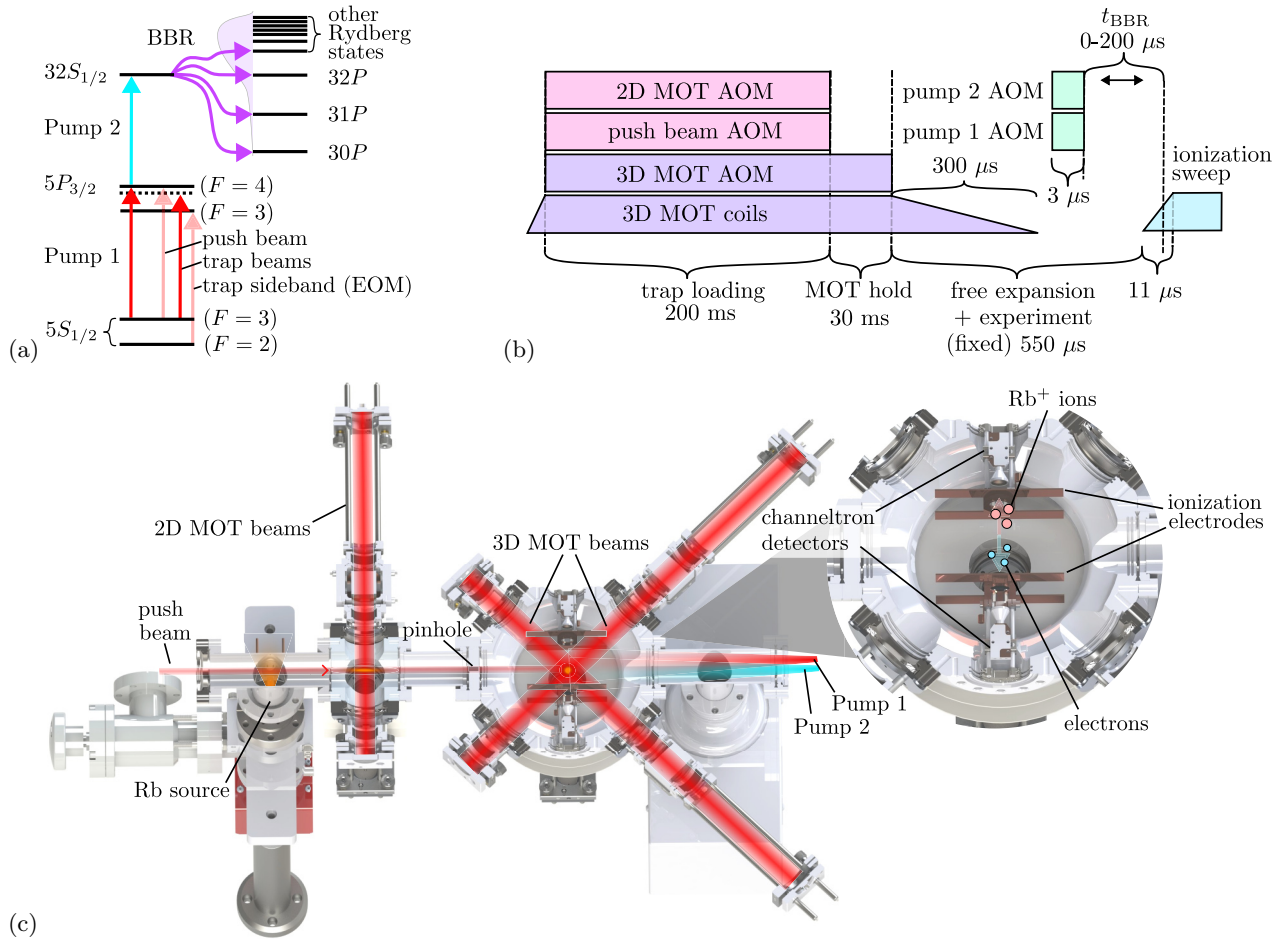 other
Rydberg
states
BBR
32S1/2
32P
Pump 2
31P
30P
5P3/2
(F = 4)
(F = 3)
push beam
Pump 1
trap beams
trap sideband (EOM)
5S1/2
(F = 3)
(F = 2)
(a)
tBBR
0-200 μs
2D MOT AOM
pump 2 AOM
push beam AOM
pump 1 AOM
3D MOT AOM
300 μs
3 μs
ionization
sweep
3D MOT coils
trap loading
200 ms
MOT hold
30 ms
free expansion
+ experiment
(fixed) 550 μs
11 μs
(b)
Rb+ ions
2D MOT beams
3D MOT beams
channeltron
detectors
ionization
electrodes
push
beam
pinhole
Pump 1
Pump 2
electrons
Rb source
(c)